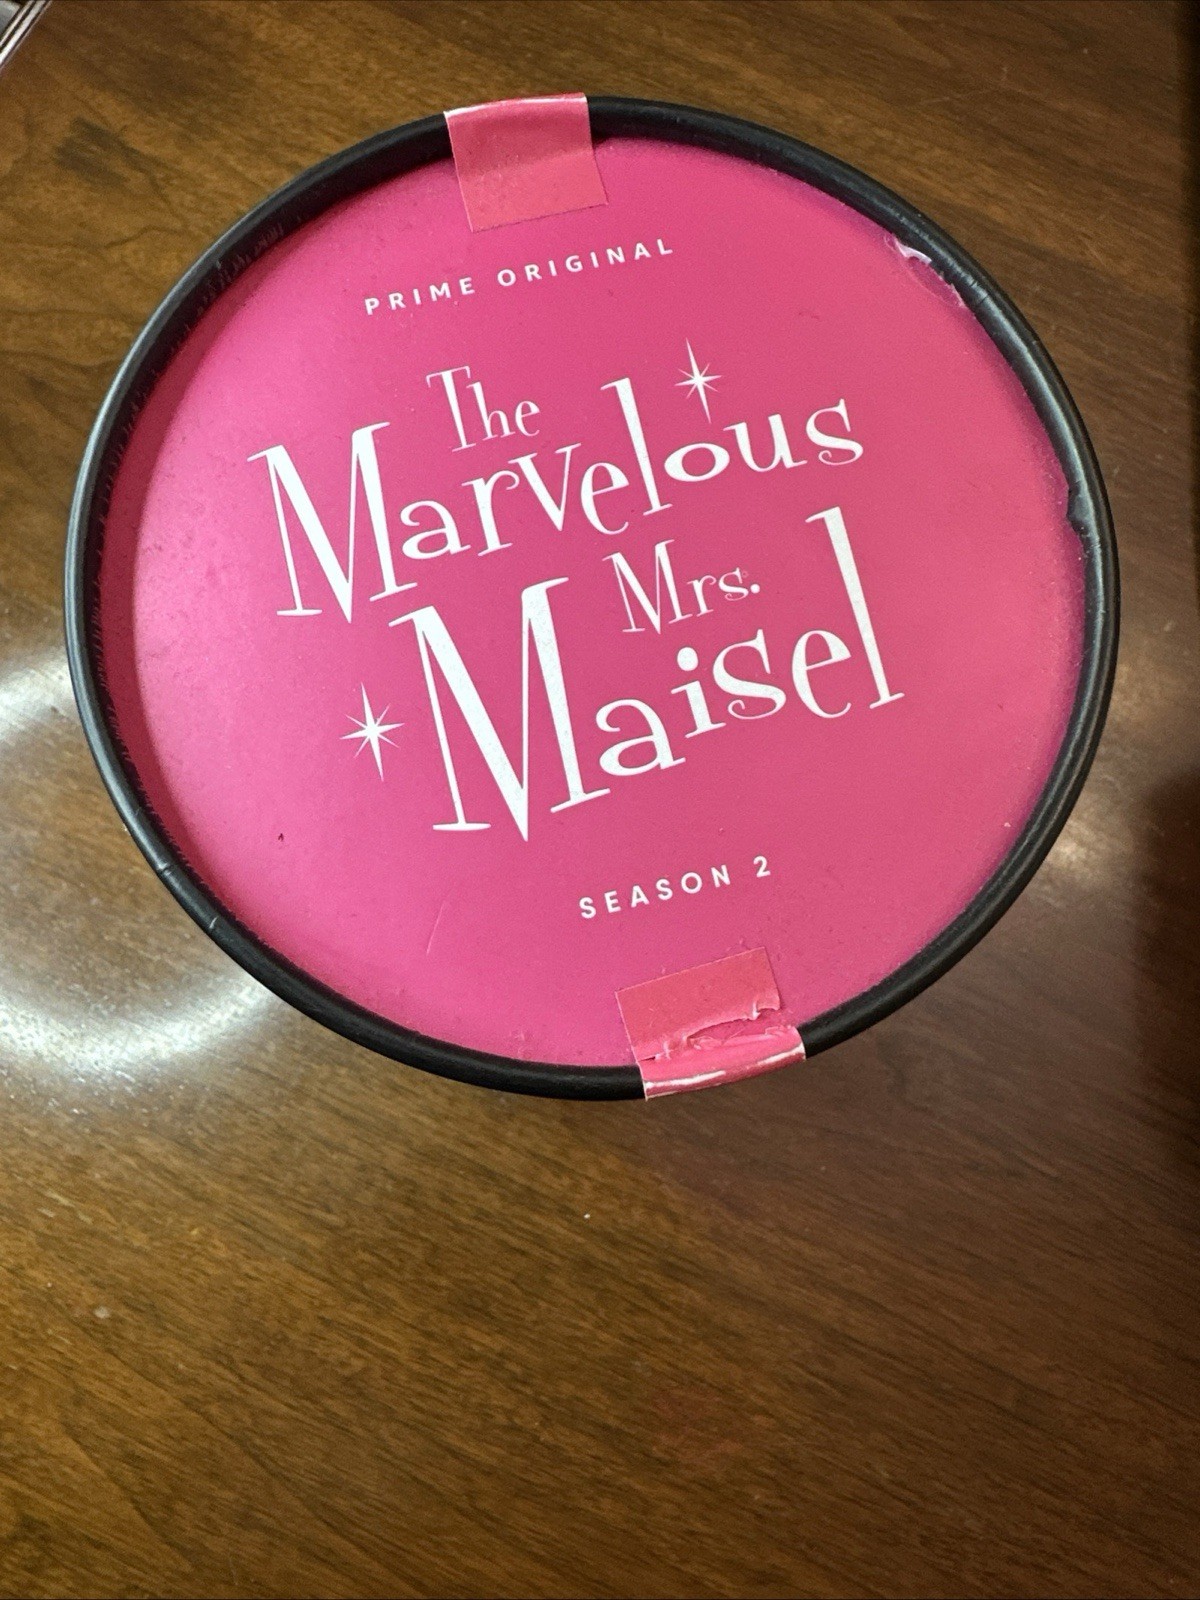 PRIME ORIGINAL
The
Marvelous
Mrs.
Maisel
SEASON 2